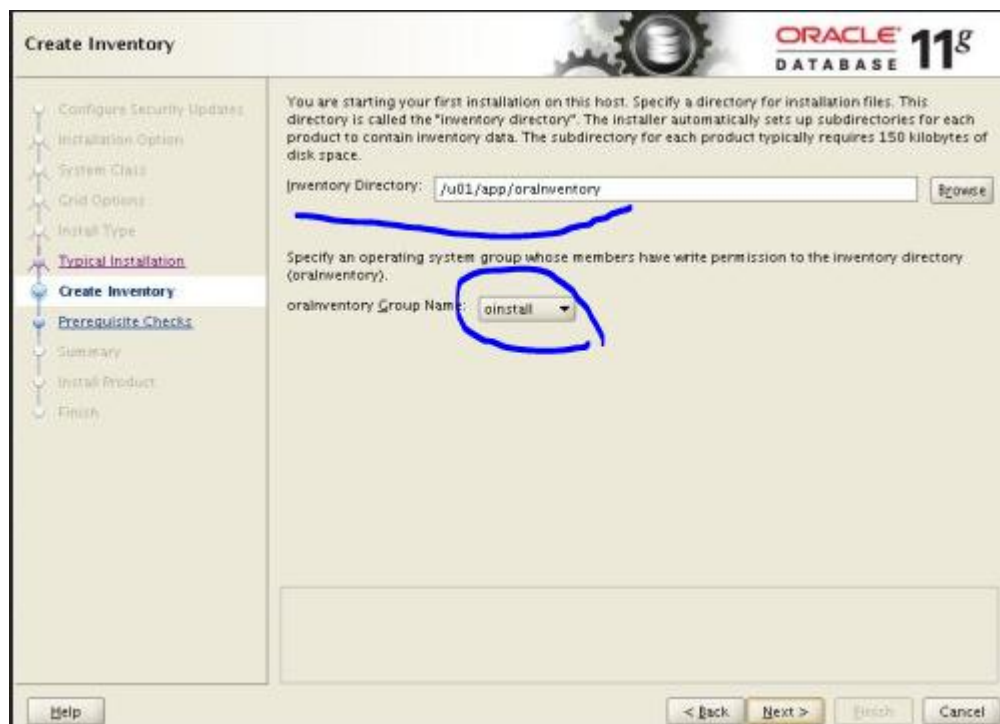 Create Inventory
ORACLE
DATABASE
11g
Configure Security Updates
Installation Option
System Class
Grid Options
Install Type
Typical Installation
Create Inventory
Prerequisite Checks
Summary
Install Product
Finish
You are starting your first installation on this host. Specify a directory for installation files. This
directory is called the "inventory directory". The installer automatically sets up subdirectories for each
product to contain inventory data. The subdirectory for each product typically requires 150 kilobytes of
disk space.
Inventory Directory: /u01/app/oraInventory Browse
Specify an operating system group whose members have write permission to the inventory directory
(oraInventory).
oraInventory Group Name: oinstall
Help < Back Next > Finish Cancel